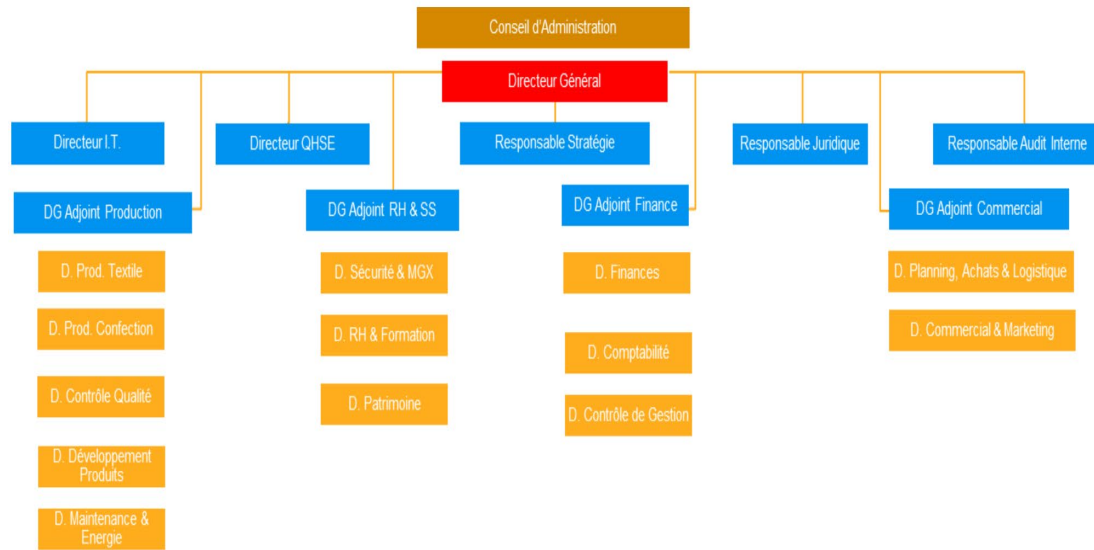 Conseil d'Administration
Directeur Général
Directeur I.T.
Directeur QHSE
Responsable Stratégie
Responsable Juridique
Responsable Audit Interne
DG Adjoint Production
DG Adjoint RH & SS
DG Adjoint Finance
DG Adjoint Commercial
D. Prod. Textile
D. Sécurité & MGX
D. Finances
D. Planning, Achats & Logistique
D. Prod. Confection
D. RH & Formation
D. Comptabilité
D. Commercial & Marketing
D. Contrôle Qualité
D. Patrimoine
D. Contrôle de Gestion
D. Développement
Produits
D. Maintenance &
Energie